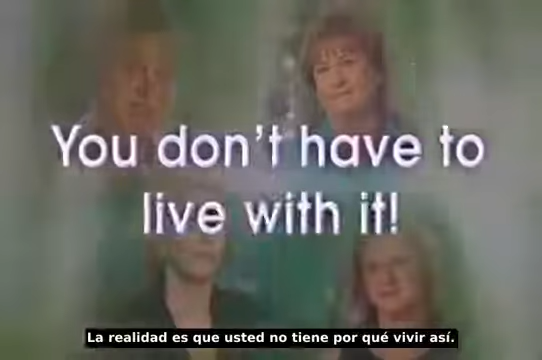 You don't have to
live with it!
La realidad es que usted no tiene por qué vivir así.